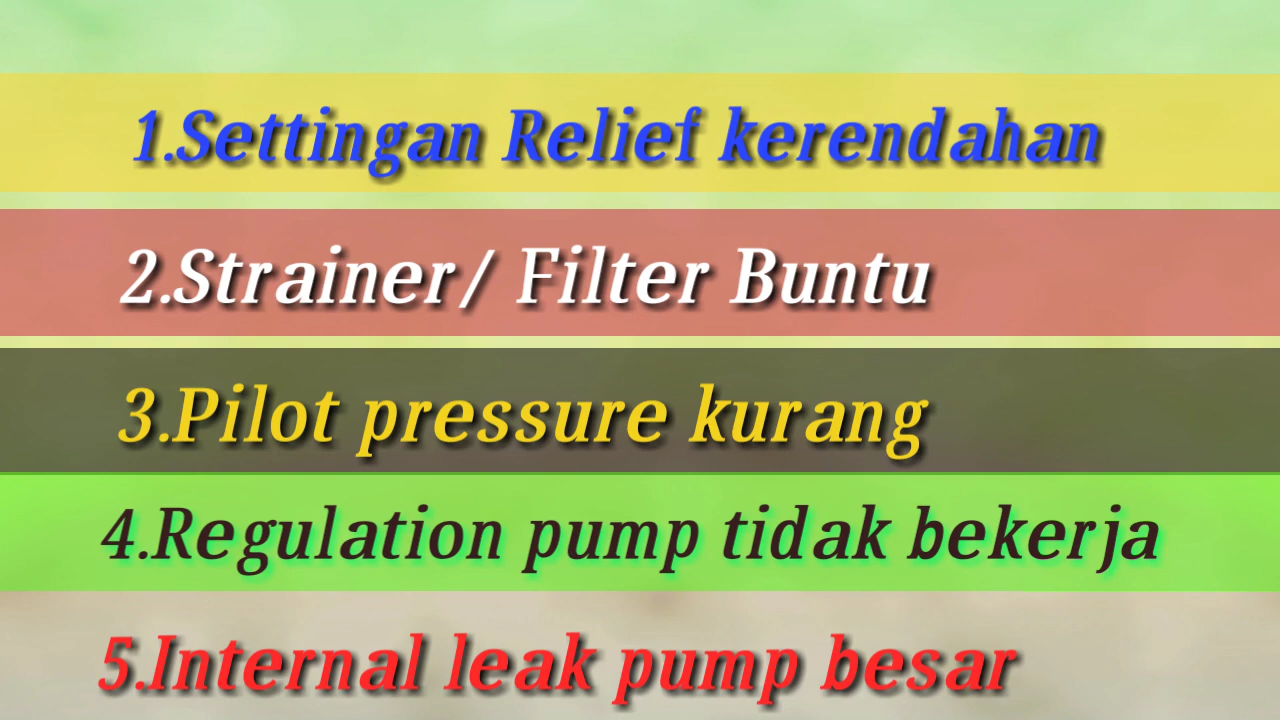 1.Settingan Relief kerendahan
2.Strainer/ Filter Buntu
3.Pilot pressure kurang
4.Regulation pump tidak bekerja
5.Internal leak pump besar